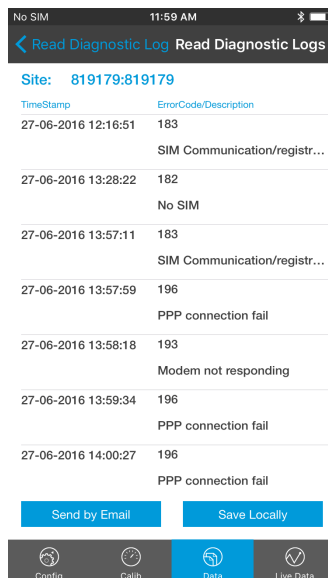 No SIM 11:59 AM
Read Diagnostic Log Read Diagnostic Logs
Site: 819179:819179
TimeStamp ErrorCode/Description
27-06-2016 12:16:51 183
SIM Communication/registr...
27-06-2016 13:28:22 182
No SIM
27-06-2016 13:57:11 183
SIM Communication/registr...
27-06-2016 13:57:59 196
PPP connection fail
27-06-2016 13:58:18 193
Modem not responding
27-06-2016 13:59:34 196
PPP connection fail
27-06-2016 14:00:27 196
PPP connection fail
Send by Email Save Locally
Config Calib Data Live Data